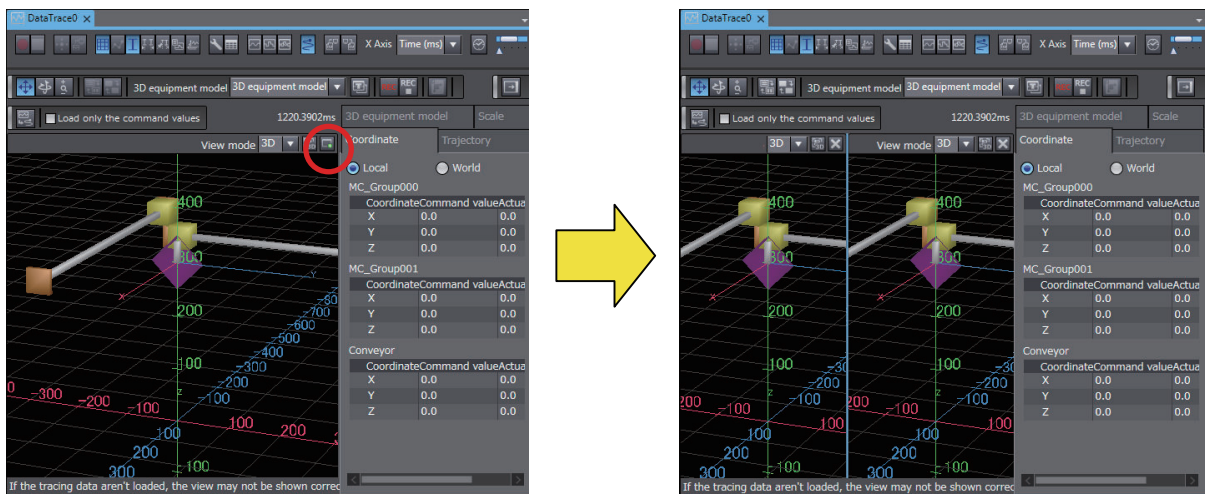 DataTrace0
X Axis Time (ms)
3D equipment model 3D equipment model
REC
Load only the command values 1220.3902ms
3D equipment model Scale
View mode 3D
Coordinate Trajectory
Local World
MC_Group000
Coordinate Command value Actua
X 0.0 0.0
Y 0.0 0.0
Z 0.0 0.0
MC_Group001
Coordinate Command value Actua
X 0.0 0.0
Y 0.0 0.0
Z 0.0 0.0
Conveyor
Coordinate Command value Actua
X 0.0 0.0
Y 0.0 0.0
Z 0.0 0.0
400
300
X
Y
200
-700
-600
-500
-400
100 -300
-200
-300 -200 -100 -100
z
100 100 200
200
300 -100
If the tracing data aren't loaded, the view may not be shown correc
DataTrace0
X Axis Time (ms)
3D equipment model 3D equipment model
REC
Load only the command values 1220.3902ms
3D equipment model Scale
3D View mode 3D
Coordinate Trajectory
Local World
MC_Group000
Coordinate Command value Actua
X 0.0 0.0
Y 0.0 0.0
Z 0.0 0.0
MC_Group001
Coordinate Command value Actua
X 0.0 0.0
Y 0.0 0.0
Z 0.0 0.0
Conveyor
Coordinate Command value Actua
X 0.0 0.0
Y 0.0 0.0
Z 0.0 0.0
400 400
300 300
X X
200 200
100 100
-200 -200
-100 -100 -100 -100
100 100 100 100
200 200
300 -100 300 -100
If the tracing data aren't loaded, the view may not be shown correc